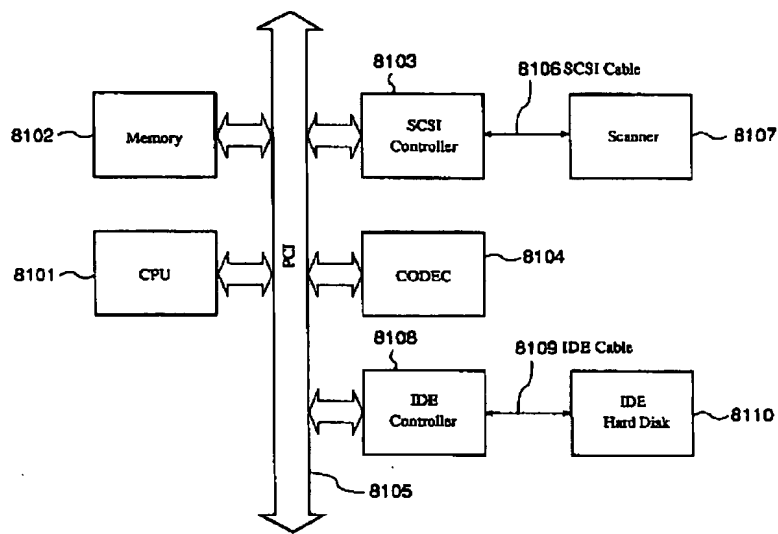 8103
8106 SCSI Cable
8102
Memory
SCSI
Controller
Scanner
8107
8101
CPU
PCI
CODEC
8104
8108
8109 IDE Cable
IDE
Controller
IDE
Hard Disk
8110
8105